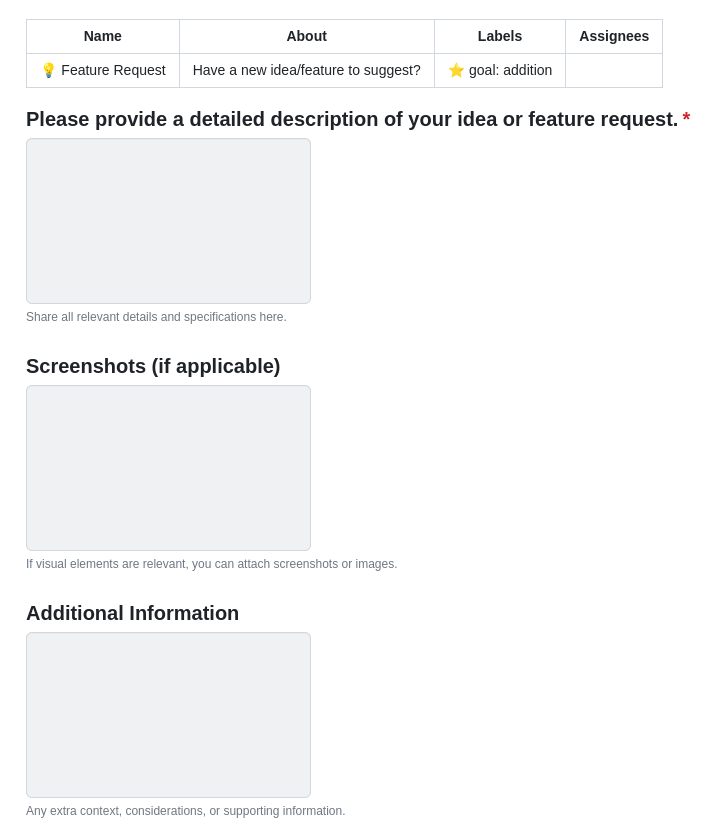 Name About Labels Assignees
💡 Feature Request Have a new idea/feature to suggest? ⭐ goal: addition
Please provide a detailed description of your idea or feature request. *
Share all relevant details and specifications here.
Screenshots (if applicable)
If visual elements are relevant, you can attach screenshots or images.
Additional Information
Any extra context, considerations, or supporting information.